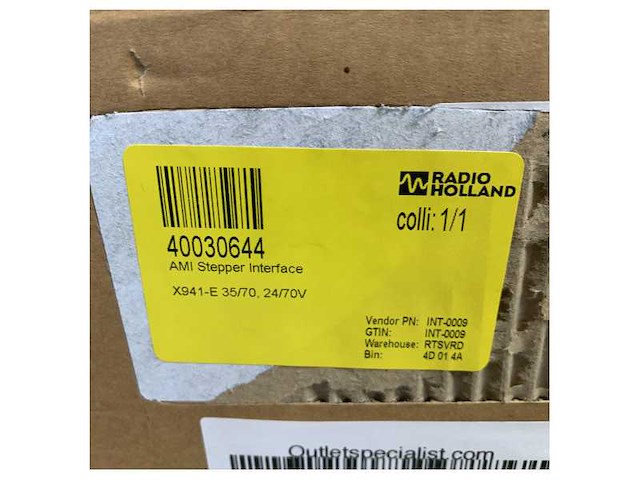 RADIO
HOLLAND
colli: 1/1
40030644
AMI Stepper Interface
X941-E 35/70, 24/70V
Vendor PN: INT-0009
GTIN: INT-0009
Warehouse: RTSVRD
Bin: 4D 01 4A
Outletspecialist.com